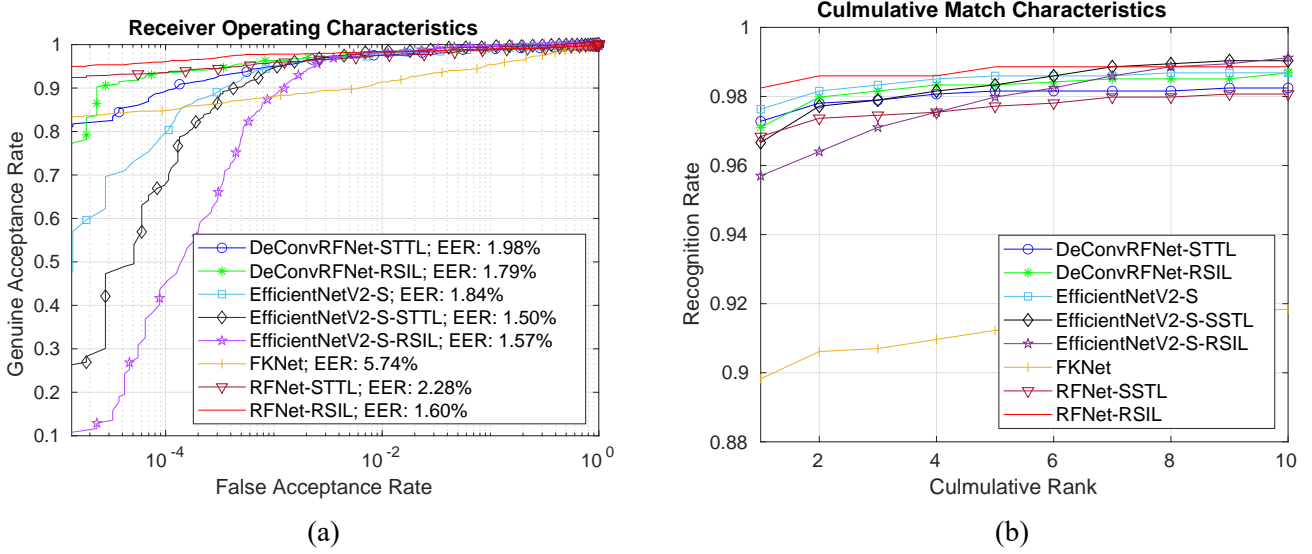 Receiver Operating Characteristics
1
0.9
0.8
0.7
0.6
0.5
0.4
0.3
0.2
0.1
Genuine Acceptance Rate
DeConvRFNet-STTL; EER: 1.98%
DeConvRFNet-RSIL; EER: 1.79%
EfficientNetV2-S; EER: 1.84%
EfficientNetV2-S-STTL; EER: 1.50%
EfficientNetV2-S-RSIL; EER: 1.57%
FKNet; EER: 5.74%
RFNet-STTL; EER: 2.28%
RFNet-RSIL; EER: 1.60%
10-4 10-2 100
False Acceptance Rate
(a)
Culmulative Match Characteristics
1
0.98
0.96
0.94
0.92
0.9
0.88
Recognition Rate
DeConvRFNet-STTL
DeConvRFNet-RSIL
EfficientNetV2-S
EfficientNetV2-S-SSTL
EfficientNetV2-S-RSIL
FKNet
RFNet-SSTL
RFNet-RSIL
2 4 6 8 10
Culmulative Rank
(b)